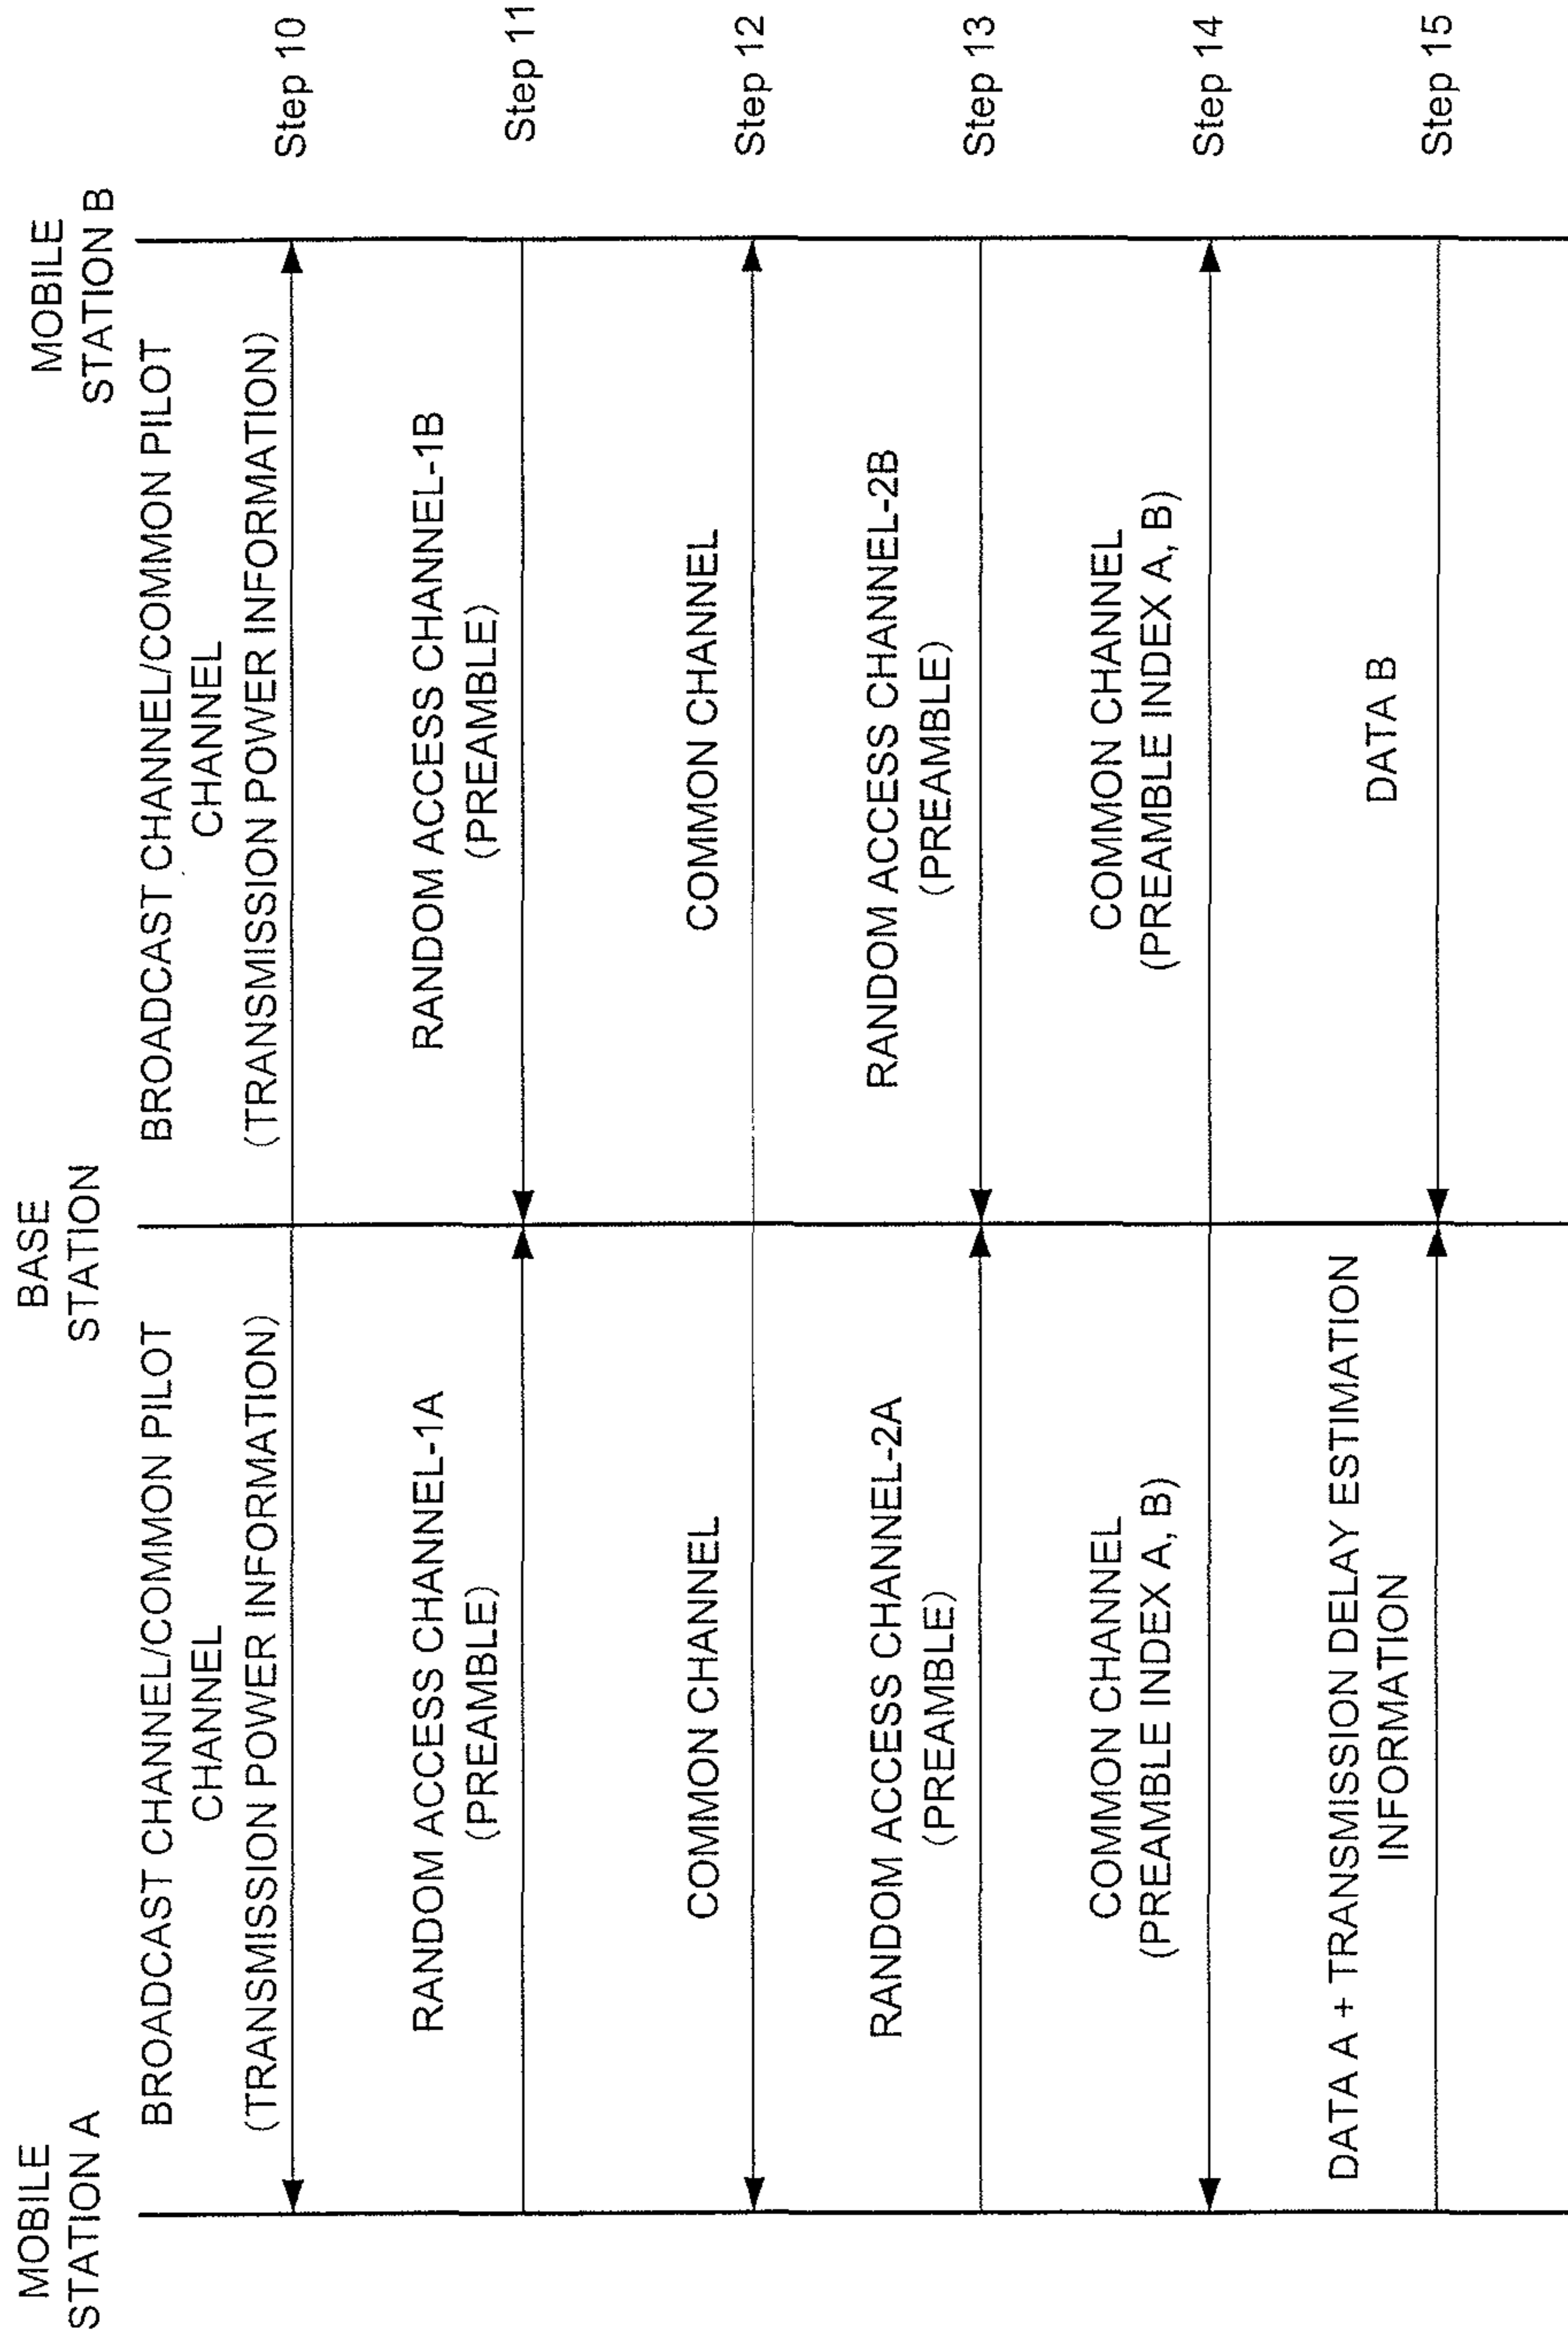 MOBILE
STATION A
BASE
STATION
MOBILE
STATION B
BROADCAST CHANNEL/COMMON PILOT
CHANNEL
(TRANSMISSION POWER INFORMATION)
BROADCAST CHANNEL/COMMON PILOT
CHANNEL
(TRANSMISSION POWER INFORMATION)
Step 10
RANDOM ACCESS CHANNEL-1A
(PREAMBLE)
RANDOM ACCESS CHANNEL-1B
(PREAMBLE)
Step 11
COMMON CHANNEL
COMMON CHANNEL
Step 12
RANDOM ACCESS CHANNEL-2A
(PREAMBLE)
RANDOM ACCESS CHANNEL-2B
(PREAMBLE)
Step 13
COMMON CHANNEL
(PREAMBLE INDEX A, B)
COMMON CHANNEL
(PREAMBLE INDEX A, B)
Step 14
DATA A + TRANSMISSION DELAY ESTIMATION
INFORMATION
DATA B
Step 15